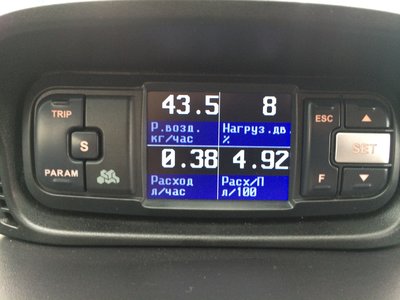 TRIP
S
PARAM
43.5 8
Р.возд. Нагруз.дв.
кг/час %
0.38 4.92
Расход Расх/П
л/час л/100
ESC
SET
F